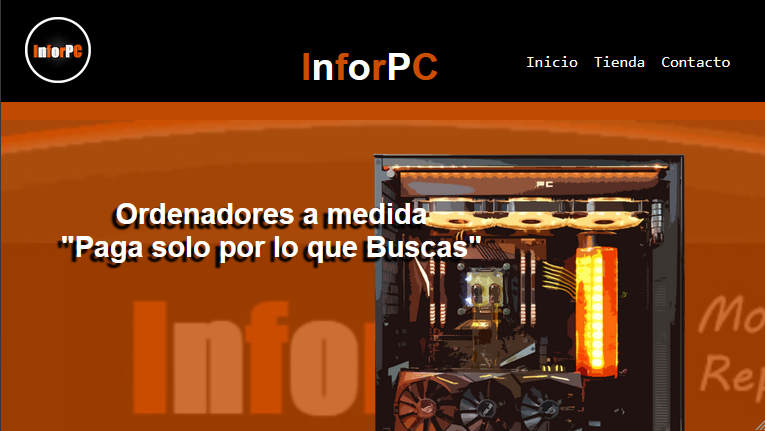 InforPC
InforPC
Inicio Tienda Contacto
Ordenadores a medida
"Paga solo por lo que Buscas"
PC
Infor
Mo
Rep